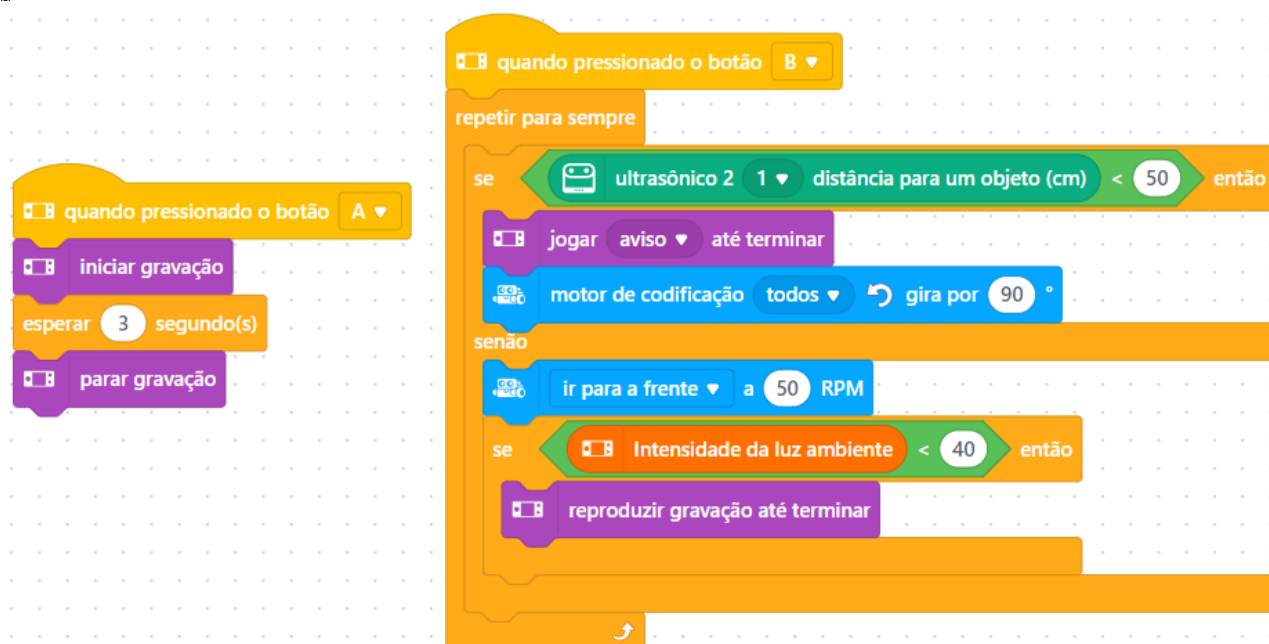 quando pressionado o botão A
iniciar gravação
esperar 3 segundo(s)
parar gravação
quando pressionado o botão B
repetir para sempre
se ultrasônico 2 1 distância para um objeto (cm) < 50 então
jogar aviso até terminar
motor de codificação todos gira por 90 °
senão
ir para a frente a 50 RPM
se Intensidade da luz ambiente < 40 então
reproduzir gravação até terminar